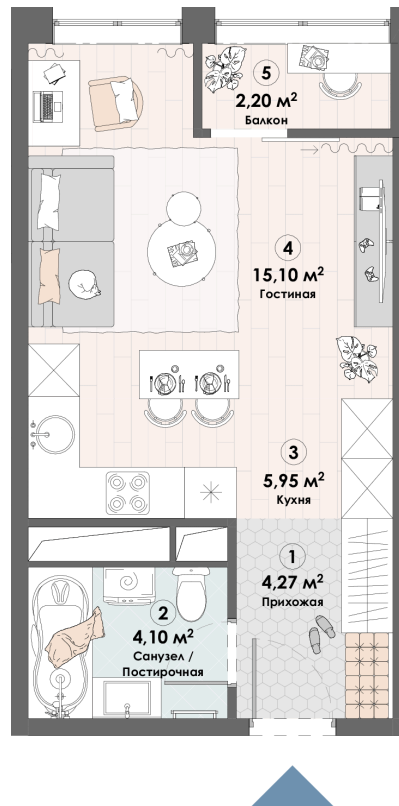 5
2,20 м²
Балкон
4
15,10 м²
Гостиная
3
5,95 м²
Кухня
1
4,27 м²
Прихожая
2
4,10 м²
Санузел /
Постирочная